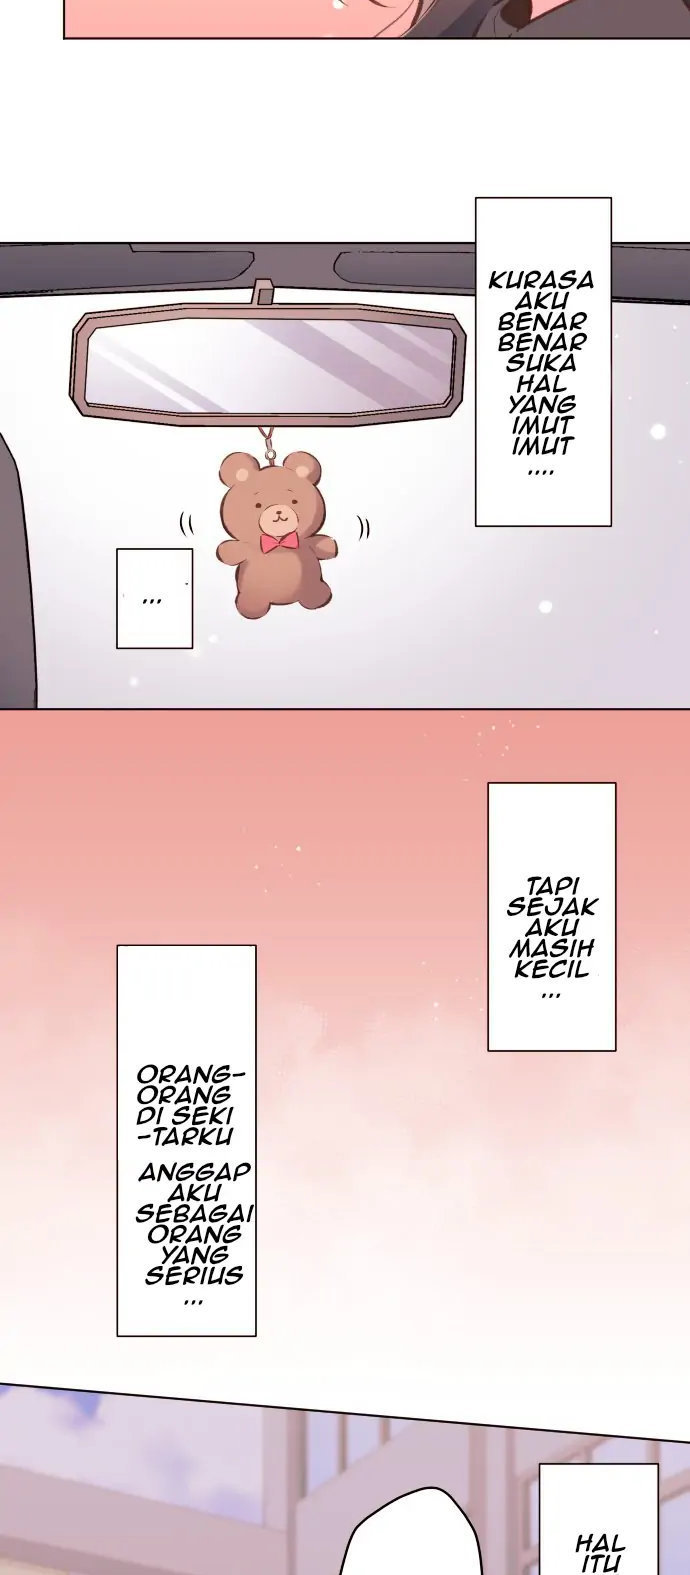 KURASA
AKU
BENAR
BENAR
SUKA
HAL
YANG
IMUT
IMUT
....
...
TAPI
SEJAK
AKU
MASIH
KECIL
...
ORANG-
ORANG
DI SEKI
-TARKU
ANGGAP
AKU
SEBAGAI
ORANG
YANG
SERIUS
...
HAL
ITU